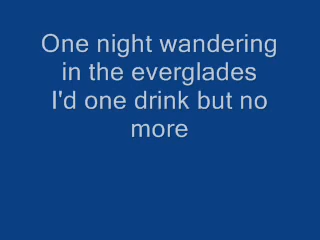 One night wandering
in the everglades
I'd one drink but no
more